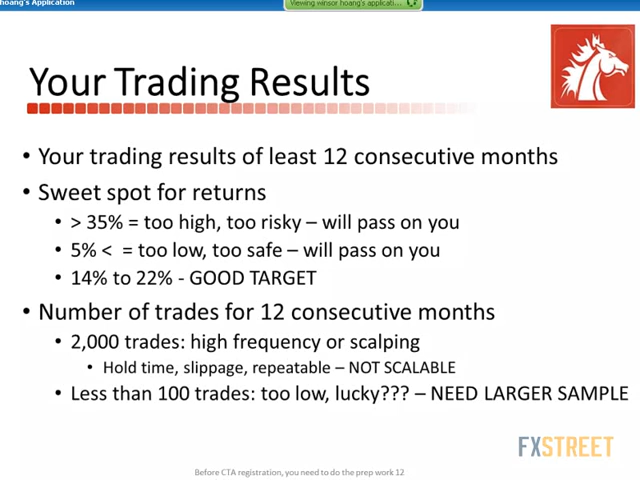 hoang's Application
Viewing winsor hoang's applicati...
Your Trading Results
• Your trading results of least 12 consecutive months
• Sweet spot for returns
• > 35% = too high, too risky – will pass on you
• 5% < = too low, too safe – will pass on you
• 14% to 22% - GOOD TARGET
• Number of trades for 12 consecutive months
• 2,000 trades: high frequency or scalping
• Hold time, slippage, repeatable – NOT SCALABLE
• Less than 100 trades: too low, lucky??? – NEED LARGER SAMPLE
FXSTREET
Before CTA registration, you need to do the prep work 12